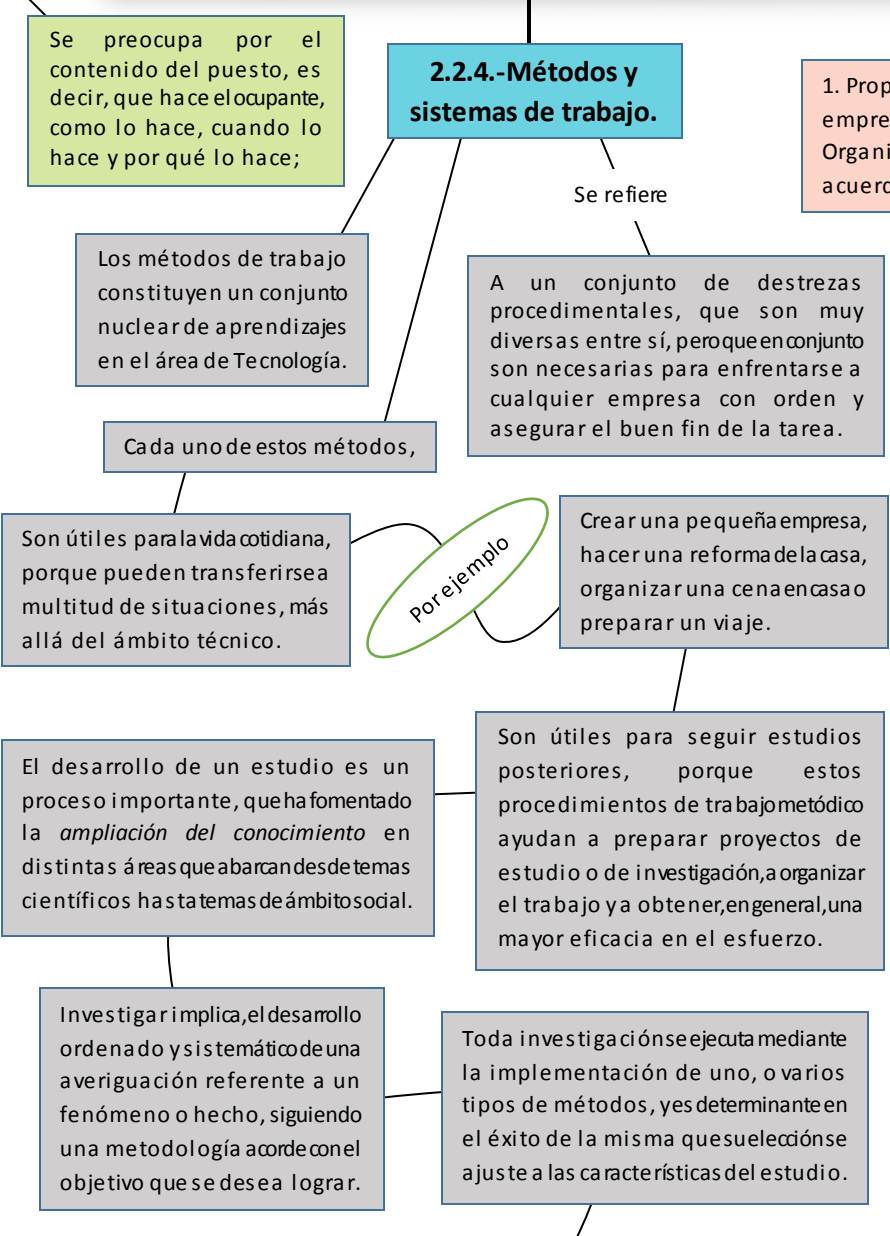 Se preocupa por el
contenido del puesto, es
decir, que hace el ocupante,
como lo hace, cuando lo
hace y por qué lo hace;
2.2.4.-Métodos y
sistemas de trabajo.
1. Prop
empre
Organi
acuerd
Se refiere
Los métodos de trabajo
constituyen un conjunto
nuclear de aprendizajes
en el área de Tecnología.
A un conjunto de destrezas
procedimentales, que son muy
diversas entre sí, pero que en conjunto
son necesarias para enfrentarse a
cualquier empresa con orden y
asegurar el buen fin de la tarea.
Cada uno de estos métodos,
Son útiles para la vida cotidiana,
porque pueden transferirse a
multitud de situaciones, más
allá del ámbito técnico.
Por ejemplo
Crear una pequeña empresa,
hacer una reforma de la casa,
organizar una cena en casa o
preparar un viaje.
Son útiles para seguir estudios
posteriores, porque estos
procedimientos de trabajo metódico
ayudan a preparar proyectos de
estudio o de investigación, a organizar
el trabajo y a obtener, en general, una
mayor eficacia en el esfuerzo.
El desarrollo de un estudio es un
proceso importante, que ha fomentado
la ampliación del conocimiento en
distintas áreas que abarcan desde temas
científicos hasta temas de ámbito social.
Investigar implica, el desarrollo
ordenado y sistemático de una
averiguación referente a un
fenómeno o hecho, siguiendo
una metodología acorde con el
objetivo que se desea lograr.
Toda investigación se ejecuta mediante
la implementación de uno, o varios
tipos de métodos, y es determinante en
el éxito de la misma que su elección se
ajuste a las características del estudio.